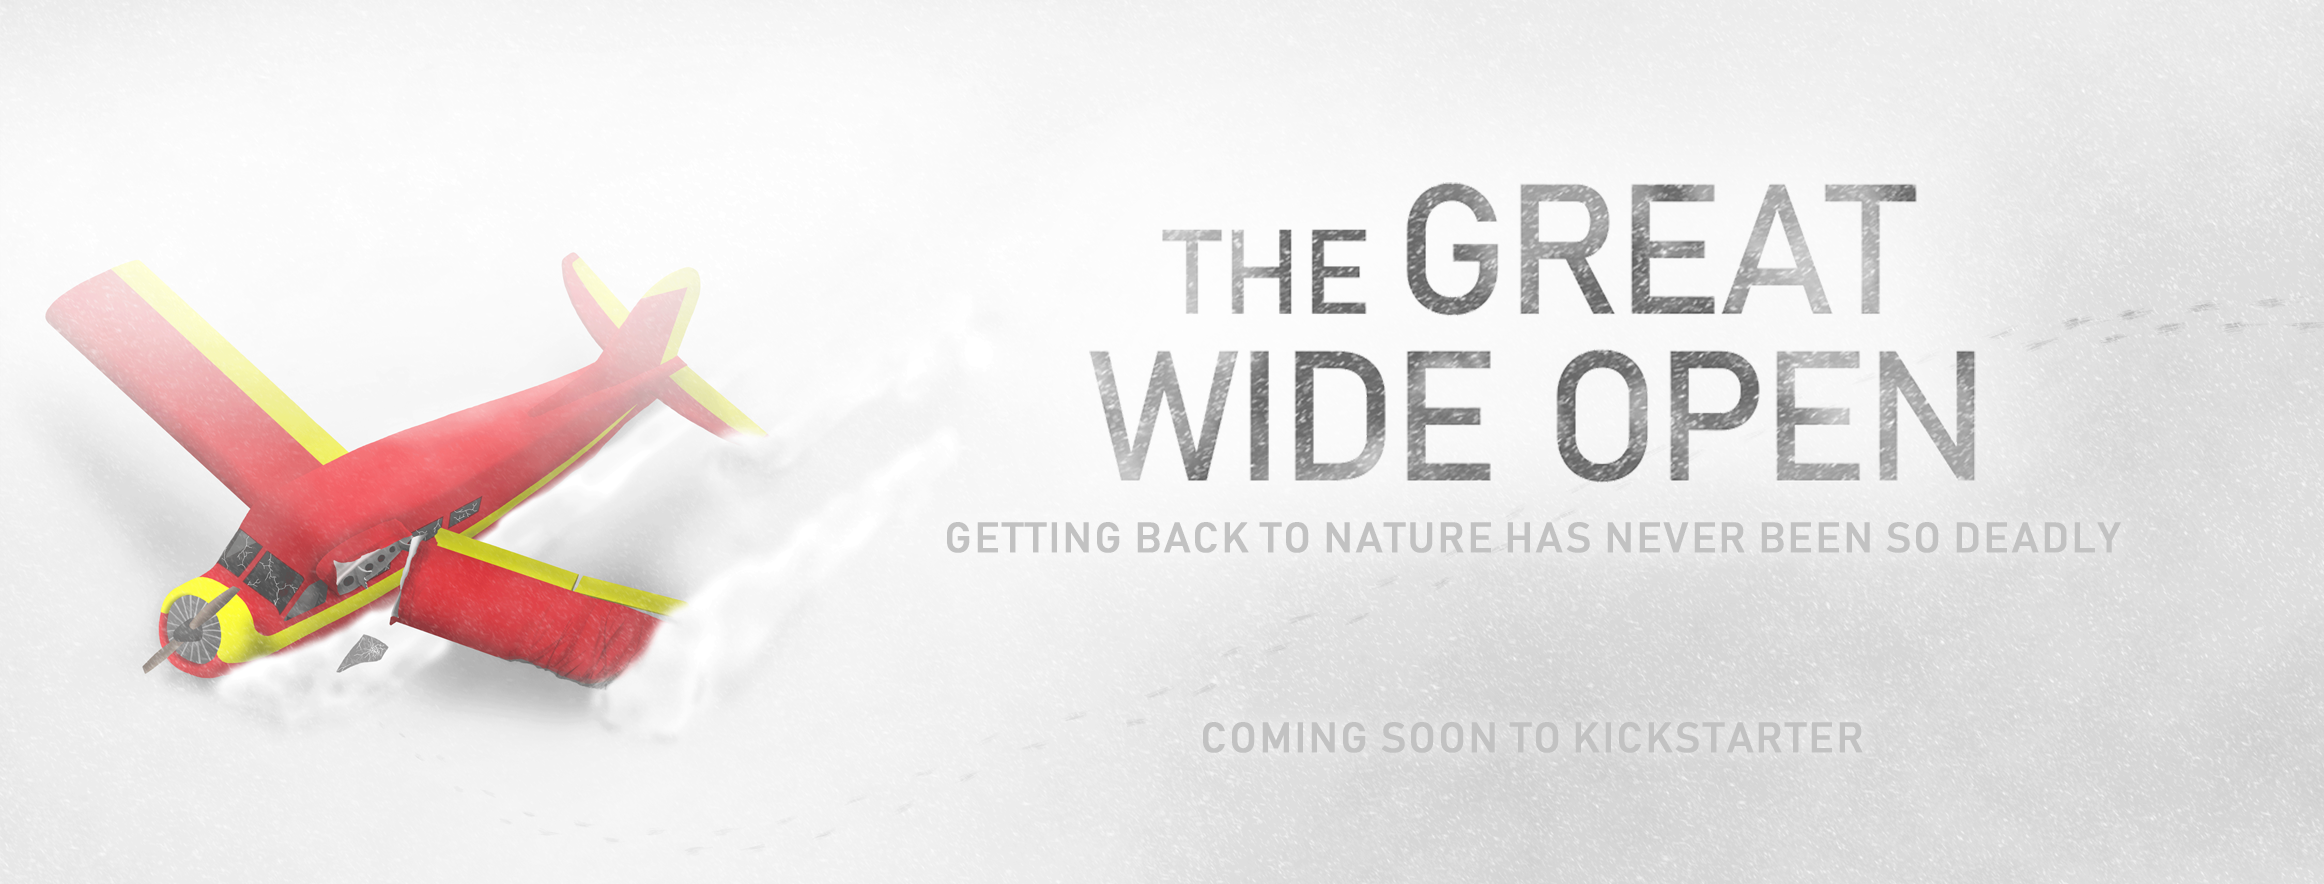 THE GREAT
WIDE OPEN
GETTING BACK TO NATURE HAS NEVER BEEN SO DEADLY
COMING SOON TO KICKSTARTER